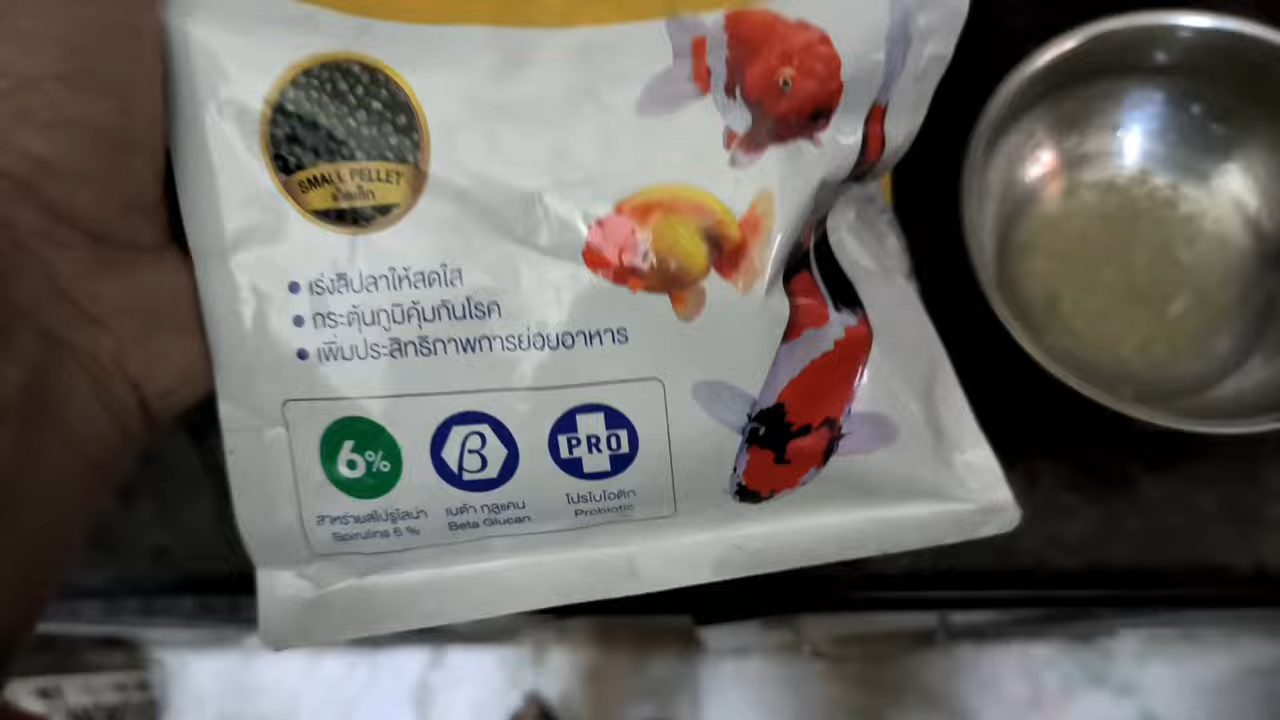 SMALL PELLET
เม็ดเล็ก
• เร่งสีปลาให้สดใส
• กระตุ้นภูมิคุ้มกันโรค
• เพิ่มประสิทธิภาพการย่อยอาหาร
6%
β
PRO
สาหร่ายสไปรูไลน่า
Spirulina 6 %
เบต้า กลูแคน
Beta Glucan
โปรไบโอติก
Probiotic